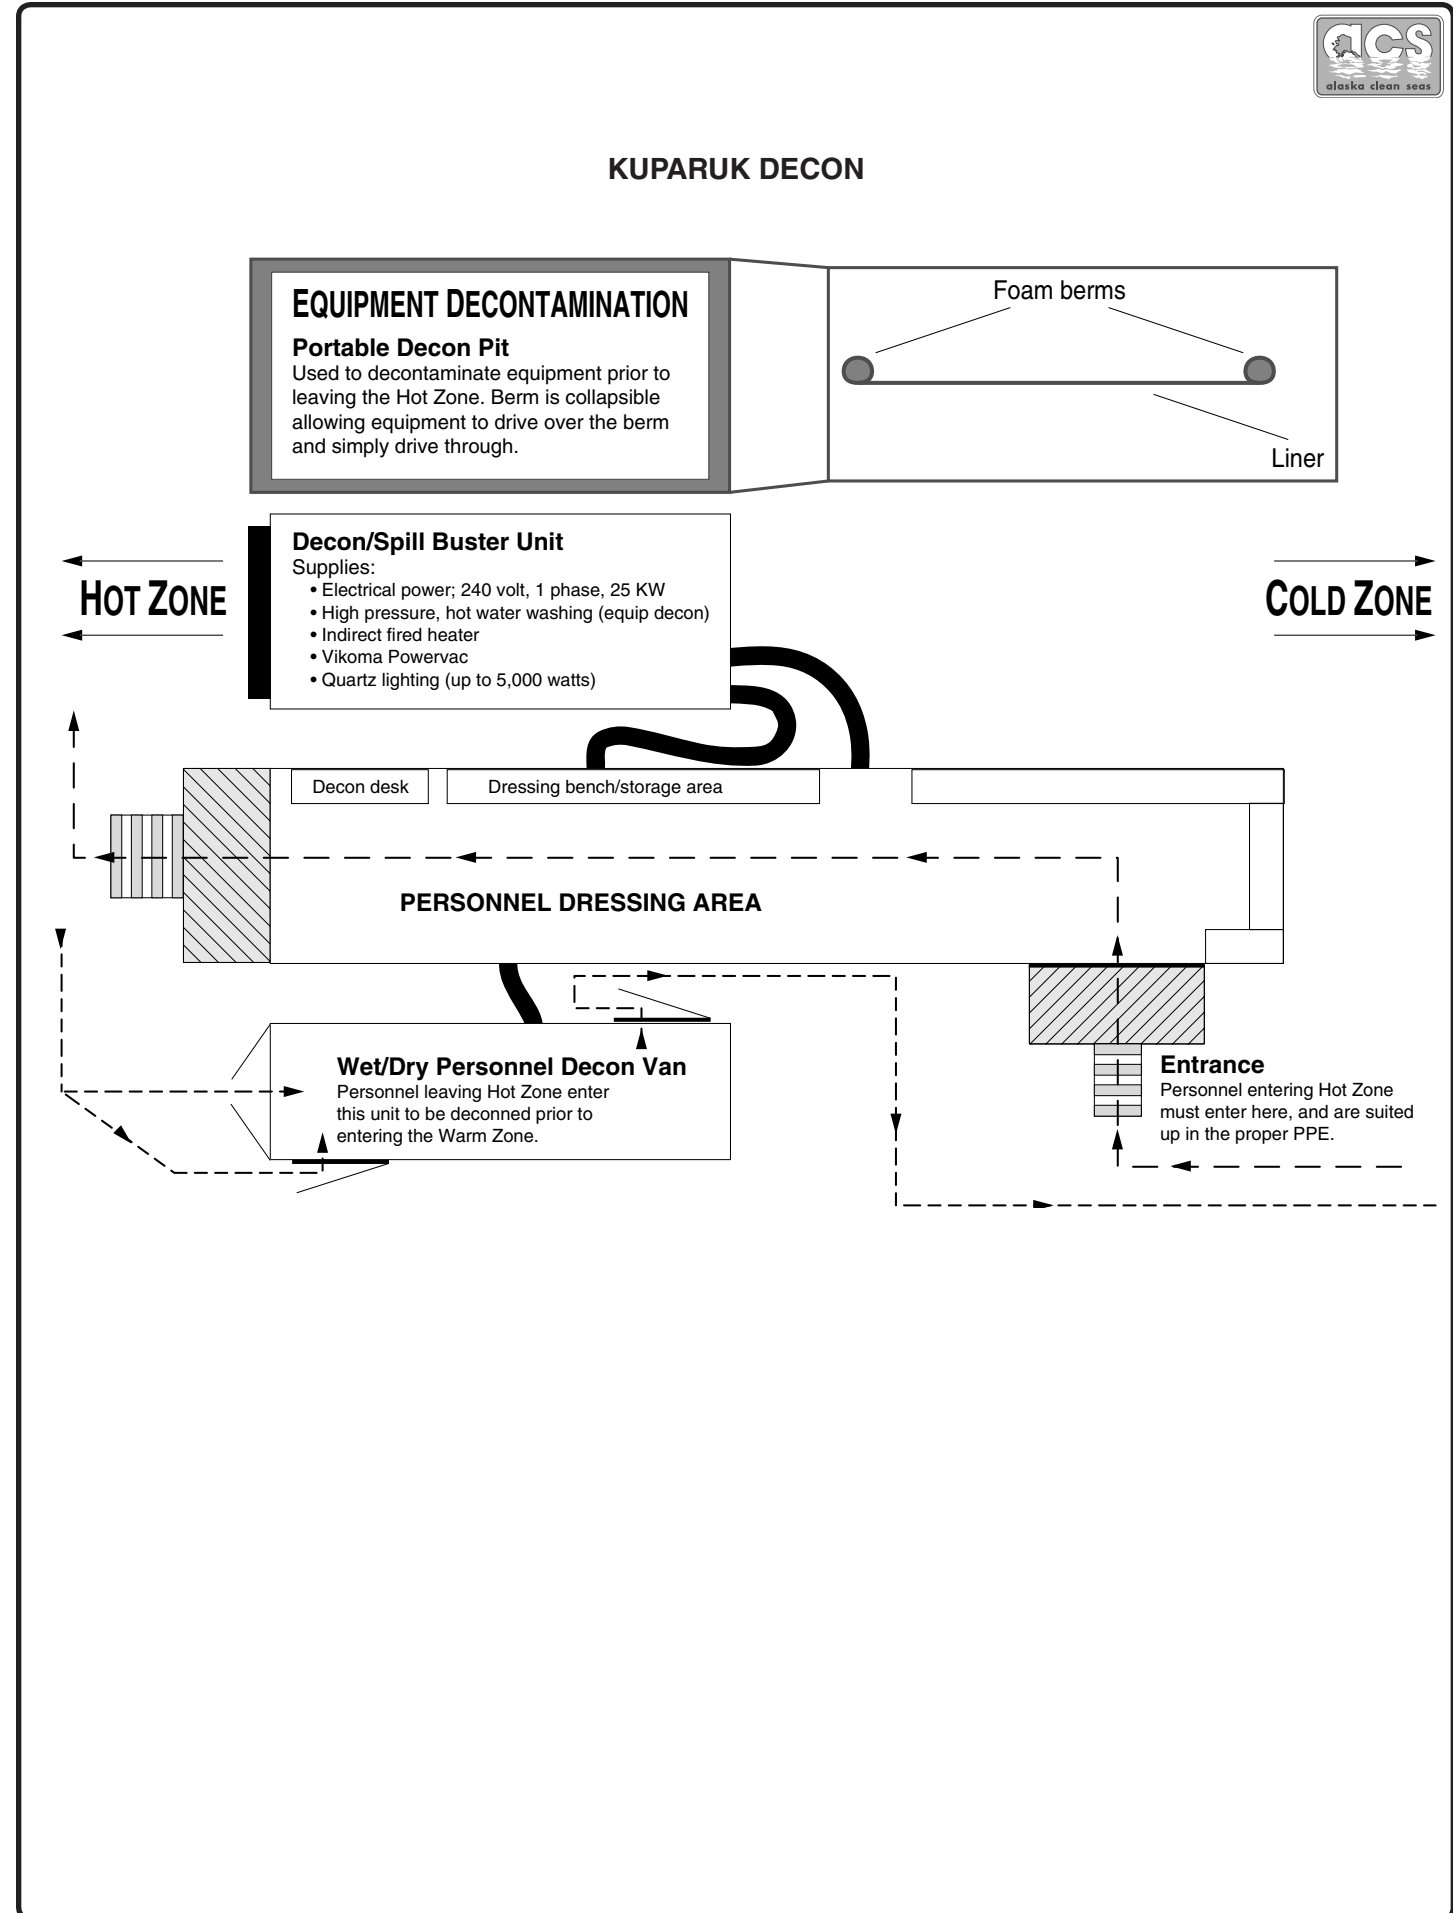 acs
alaska clean seas
KUPARUK DECON
EQUIPMENT DECONTAMINATION
Portable Decon Pit
Used to decontaminate equipment prior to
leaving the Hot Zone. Berm is collapsible
allowing equipment to drive over the berm
and simply drive through.
Foam berms
Liner
Decon/Spill Buster Unit
Supplies:
• Electrical power; 240 volt, 1 phase, 25 KW
• High pressure, hot water washing (equip decon)
• Indirect fired heater
• Vikoma Powervac
• Quartz lighting (up to 5,000 watts)
HOT ZONE
COLD ZONE
Decon desk
Dressing bench/storage area
PERSONNEL DRESSING AREA
Wet/Dry Personnel Decon Van
Personnel leaving Hot Zone enter
this unit to be deconned prior to
entering the Warm Zone.
Entrance
Personnel entering Hot Zone
must enter here, and are suited
up in the proper PPE.